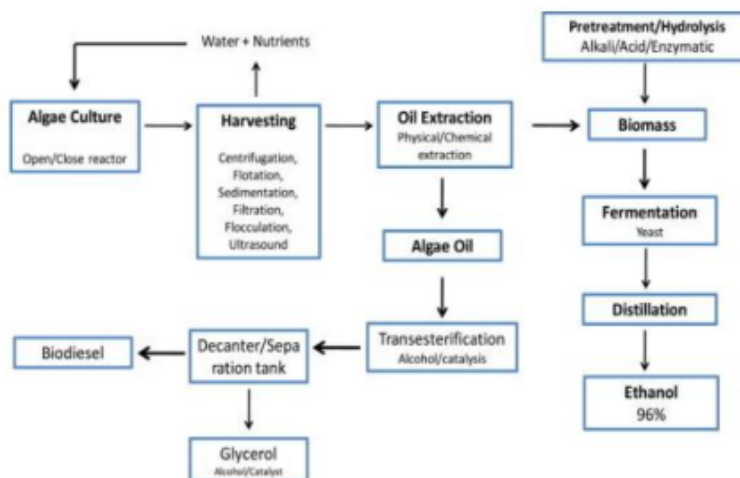 Water + Nutrients
Pretreatment/Hydrolysis
Alkali/Acid/Enzymatic
Algae Culture
Open/Close reactor
Harvesting
Centrifugation,
Flotation,
Sedimentation,
Filtration,
Flocculation,
Ultrasound
Oil Extraction
Physical/Chemical
extraction
Biomass
Fermentation
Yeast
Algae Oil
Distillation
Biodiesel
Decanter/Sepa
ration tank
Transesterification
Alcohol/catalysis
Ethanol
96%
Glycerol
Alcohol/Catalyst